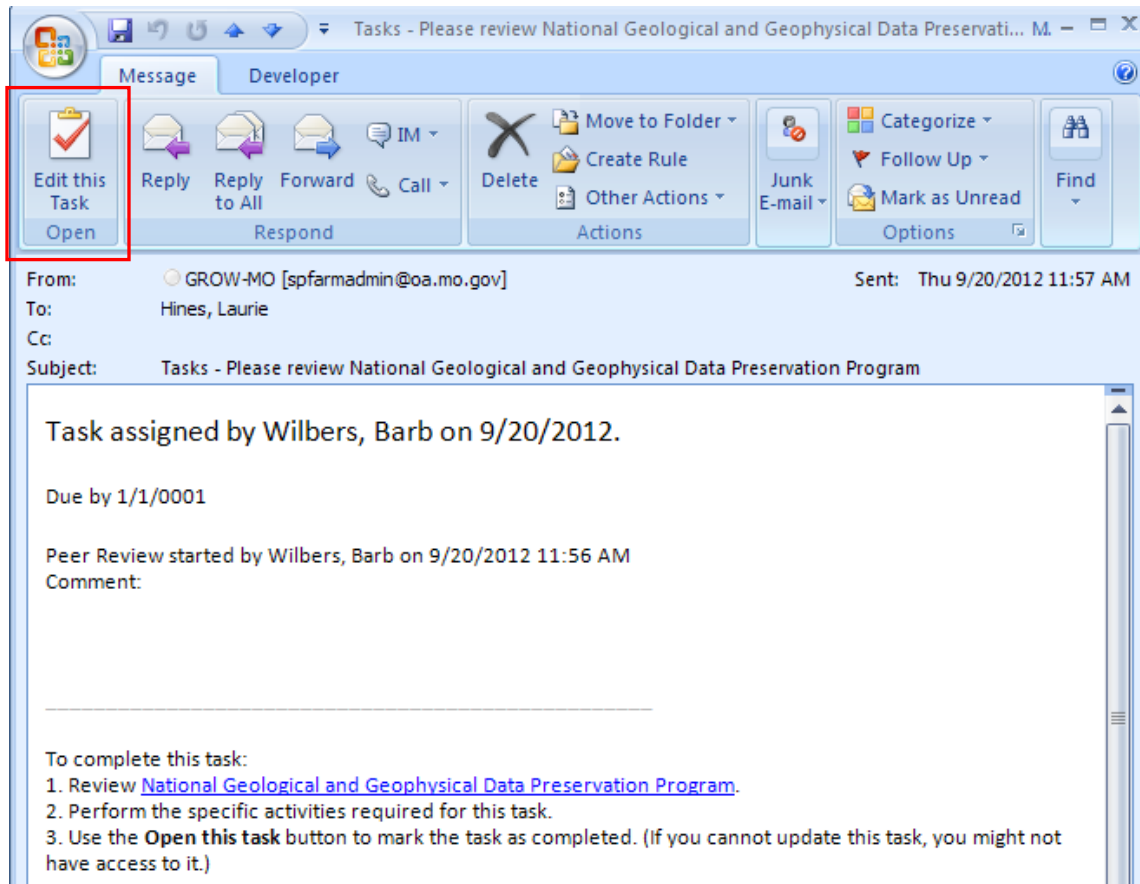 Tasks - Please review National Geological and Geophysical Data Preservati... M.
Message Developer
Edit this Task
Reply
Reply to All
Forward
IM
Call
Delete
Move to Folder
Create Rule
Other Actions
Junk E-mail
Categorize
Follow Up
Mark as Unread
Find
Open
Respond
Actions
Options
From: GROW-MO [spfarmadmin@oa.mo.gov] Sent: Thu 9/20/2012 11:57 AM
To: Hines, Laurie
Cc:
Subject: Tasks - Please review National Geological and Geophysical Data Preservation Program
Task assigned by Wilbers, Barb on 9/20/2012.
Due by 1/1/0001
Peer Review started by Wilbers, Barb on 9/20/2012 11:56 AM
Comment:
To complete this task:
1. Review National Geological and Geophysical Data Preservation Program.
2. Perform the specific activities required for this task.
3. Use the Open this task button to mark the task as completed. (If you cannot update this task, you might not
have access to it.)